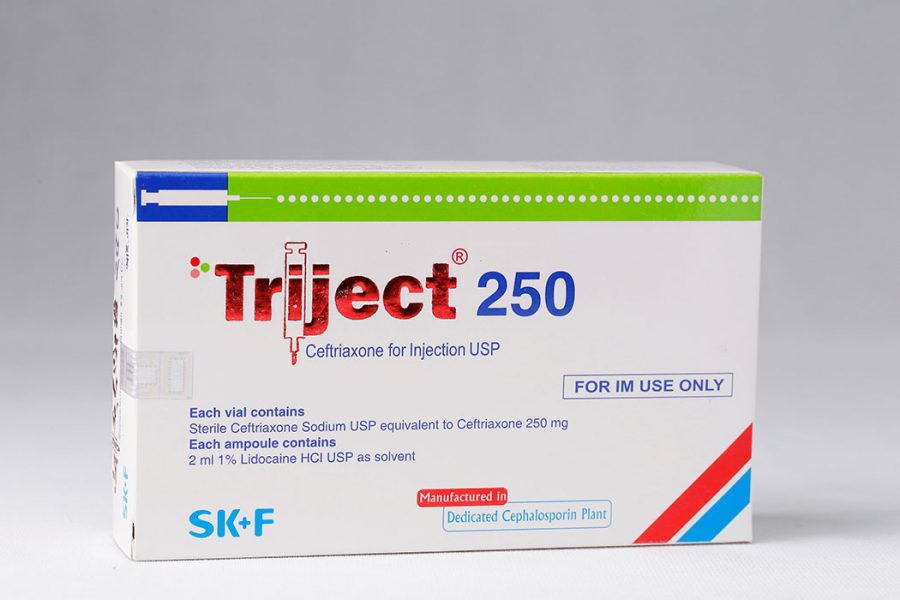 Triject® 250
Ceftriaxone for Injection USP
FOR IM USE ONLY
Each vial contains
Sterile Ceftriaxone Sodium USP equivalent to Ceftriaxone 250 mg
Each ampoule contains
2 ml 1% Lidocaine HCl USP as solvent
Manufactured in
Dedicated Cephalosporin Plant
SK+F
SK+F